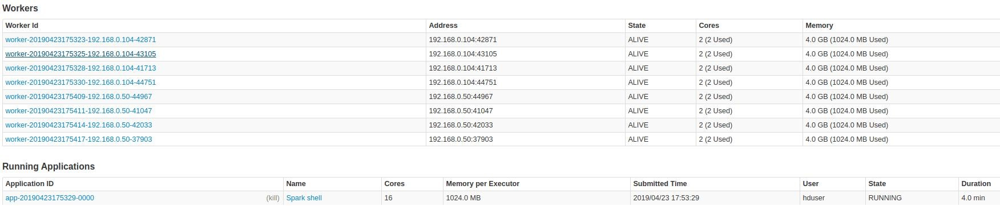 Workers
Worker Id Address State Cores Memory
worker-20190423175323-192.168.0.104-42871 192.168.0.104:42871 ALIVE 2 (2 Used) 4.0 GB (1024.0 MB Used)
worker-20190423175325-192.168.0.104-43105 192.168.0.104:43105 ALIVE 2 (2 Used) 4.0 GB (1024.0 MB Used)
worker-20190423175328-192.168.0.104-41713 192.168.0.104:41713 ALIVE 2 (2 Used) 4.0 GB (1024.0 MB Used)
worker-20190423175330-192.168.0.104-44751 192.168.0.104:44751 ALIVE 2 (2 Used) 4.0 GB (1024.0 MB Used)
worker-20190423175409-192.168.0.50-44967 192.168.0.50:44967 ALIVE 2 (2 Used) 4.0 GB (1024.0 MB Used)
worker-20190423175411-192.168.0.50-41047 192.168.0.50:41047 ALIVE 2 (2 Used) 4.0 GB (1024.0 MB Used)
worker-20190423175414-192.168.0.50-42033 192.168.0.50:42033 ALIVE 2 (2 Used) 4.0 GB (1024.0 MB Used)
worker-20190423175417-192.168.0.50-37903 192.168.0.50:37903 ALIVE 2 (2 Used) 4.0 GB (1024.0 MB Used)
Running Applications
Application ID Name Cores Memory per Executor Submitted Time User State Duration
app-20190423175329-0000 (kill) Spark shell 16 1024.0 MB 2019/04/23 17:53:29 hduser RUNNING 4.0 min